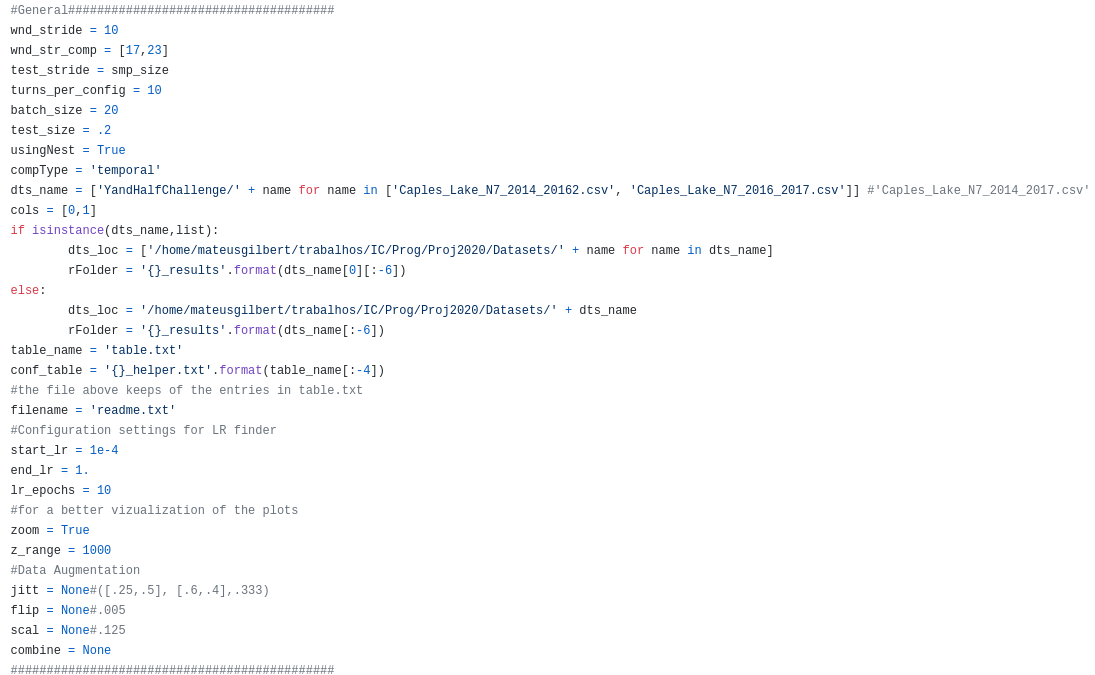 #General#####################################
wnd_stride = 10
wnd_str_comp = [17,23]
test_stride = smp_size
turns_per_config = 10
batch_size = 20
test_size = .2
usingNest = True
compType = 'temporal'
dts_name = ['YandHalfChallenge/' + name for name in ['Caples_Lake_N7_2014_20162.csv', 'Caples_Lake_N7_2016_2017.csv']] #'Caples_Lake_N7_2014_2017.csv'
cols = [0,1]
if isinstance(dts_name,list):
        dts_loc = ['/home/mateusgilbert/trabalhos/IC/Prog/Proj2020/Datasets/' + name for name in dts_name]
        rFolder = '{}_results'.format(dts_name[0][:-6])
else:
        dts_loc = '/home/mateusgilbert/trabalhos/IC/Prog/Proj2020/Datasets/' + dts_name
        rFolder = '{}_results'.format(dts_name[:-6])
table_name = 'table.txt'
conf_table = '{}_helper.txt'.format(table_name[:-4])
#the file above keeps of the entries in table.txt
filename = 'readme.txt'
#Configuration settings for LR finder
start_lr = 1e-4
end_lr = 1.
lr_epochs = 10
#for a better vizualization of the plots
zoom = True
z_range = 1000
#Data Augmentation
jitt = None#([.25,.5], [.6,.4],.333)
flip = None#.005
scal = None#.125
combine = None
#############################################